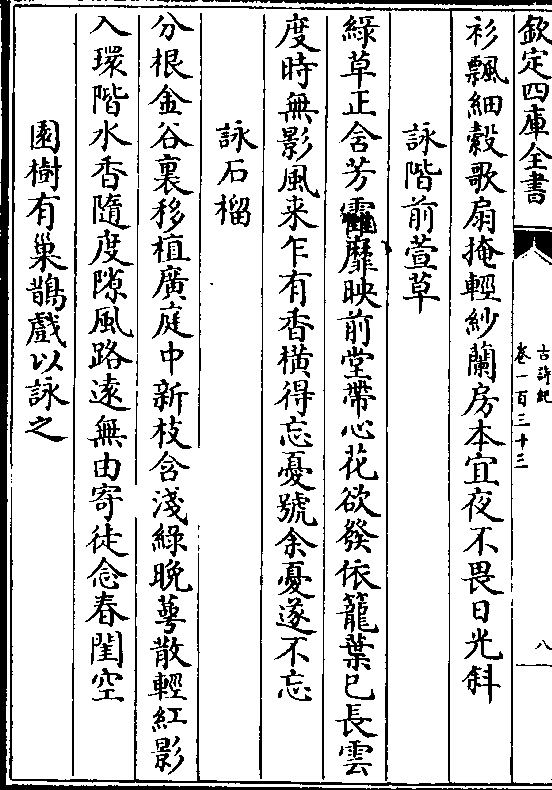 欽定四庫全書
古詩紀
卷一百三十三
八
衫飄細縠歌扇掩輕紗蘭房本宜夜不畏日光斜
詠階前萱草
綠草正含芳靃靡映前堂帶心花欲發依籠葉已長雲
度時無影風来乍有香橫得忘憂號余憂遂不忘
詠石榴
分根金谷裏移植廣庭中新枝含淺綠晚萼散輕紅影
入環階水香隨度隙風路遠無由寄徒念春閨空
園樹有巢鵲戲以詠之